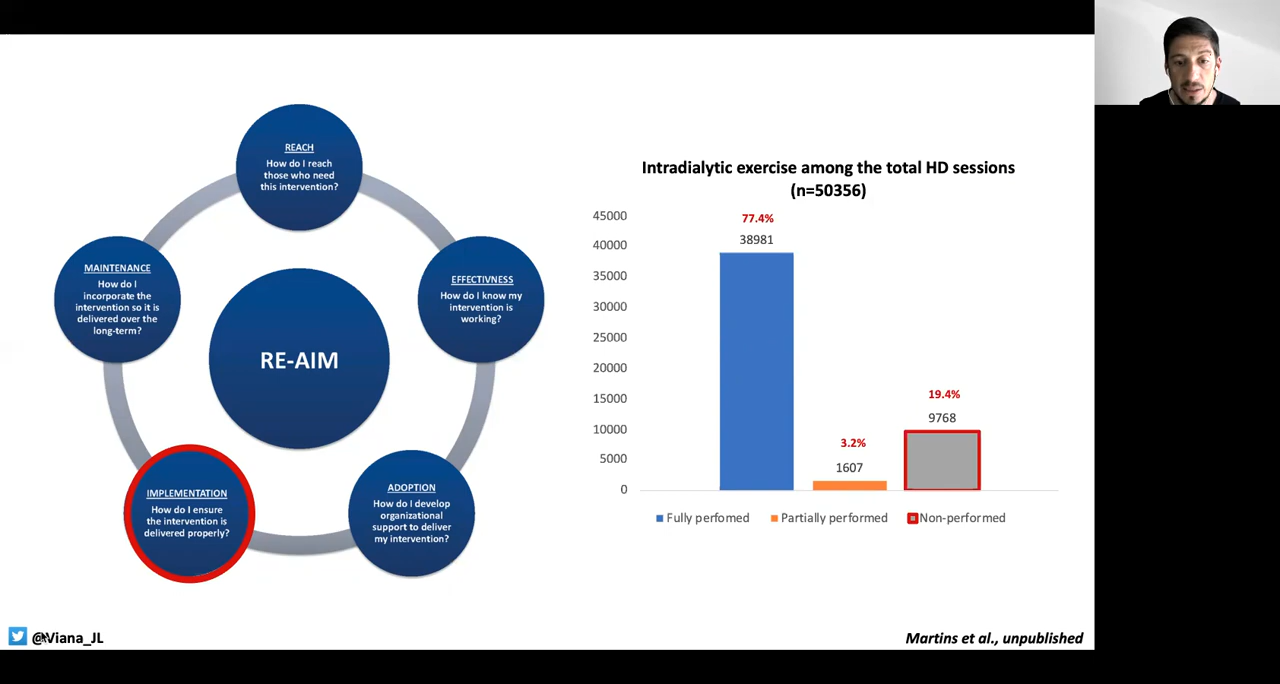 REACH
How do I reach
those who need
this intervention?
MAINTENANCE
How do I
incorporate the
intervention so it is
delivered over the
long-term?
EFFECTIVNESS
How do I know my
intervention is
working?
RE-AIM
IMPLEMENTATION
How do I ensure
the intervention is
delivered properly?
ADOPTION
How do I develop
organizational
support to deliver
my intervention?
Intradialytic exercise among the total HD sessions
(n=50356)
45000
40000
35000
30000
25000
20000
15000
10000
5000
0
77.4%
38981
3.2%
1607
19.4%
9768
Fully perfomed
Partially performed
Non-performed
@Viana_JL
Martins et al., unpublished